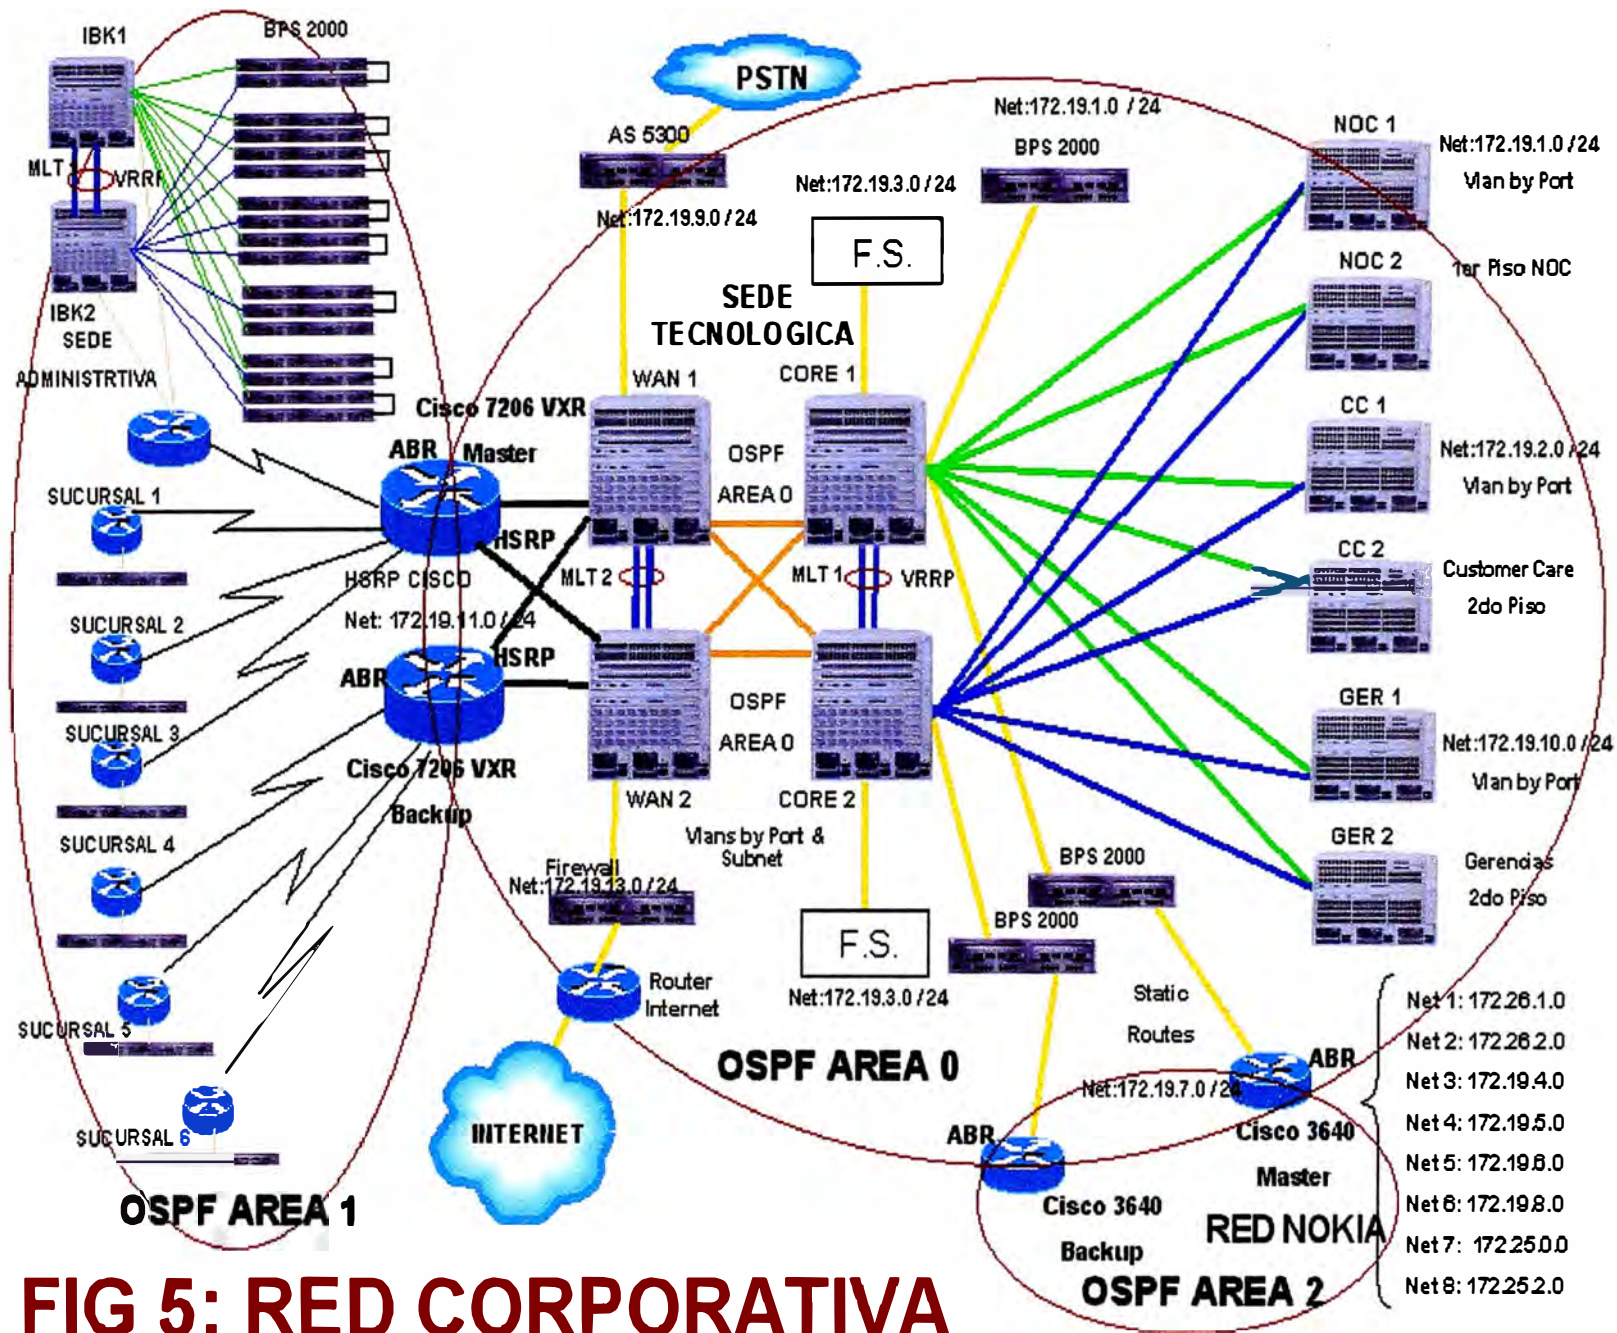 IBK1
BPS 2000
MLT 1
VRRP
IBK2
SEDE
ADMINISTRTIVA
SUCURSAL 1
SUCURSAL 2
SUCURSAL 3
SUCURSAL 4
SUCURSAL 5
SUCURSAL 6
OSPF AREA 1
PSTN
AS 5300
Net:172.19.9.0 / 24
Net:172.19.3.0 / 24
F.S.
Net:172.19.1.0 / 24
BPS 2000
SEDE
TECNOLOGICA
WAN 1
CORE 1
Cisco 7206 VXR
ABR
Master
HSRP
HSRP CISCO
Net: 172.19.11.0 / 24
HSRP
ABR
Cisco 7206 VXR
Backup
OSPF
AREA 0
MLT 2
MLT 1
VRRP
OSPF
AREA 0
WAN 2
CORE 2
Vlans by Port &
Subnet
Firewall
Net:172.19.13.0 / 24
Router
Internet
INTERNET
F.S.
Net:172.19.3.0 / 24
BPS 2000
BPS 2000
Static
Routes
OSPF AREA 0
Net:172.19.7.0 / 24
ABR
Cisco 3640
Master
ABR
Cisco 3640
Backup
RED NOKIA
OSPF AREA 2
NOC 1
Net:172.19.1.0 / 24
Vlan by Port
NOC 2
1er Piso NOC
CC 1
Net:172.19.2.0 / 24
Vlan by Port
CC 2
Customer Care
2do Piso
GER 1
Net:172.19.10.0 / 24
Vlan by Port
GER 2
Gerencias
2do Piso
Net 1: 172.26.1.0
Net 2: 172.26.2.0
Net 3: 172.19.4.0
Net 4: 172.19.5.0
Net 5: 172.19.6.0
Net 6: 172.19.8.0
Net 7: 172.25.0.0
Net 8: 172.25.2.0
FIG 5: RED CORPORATIVA